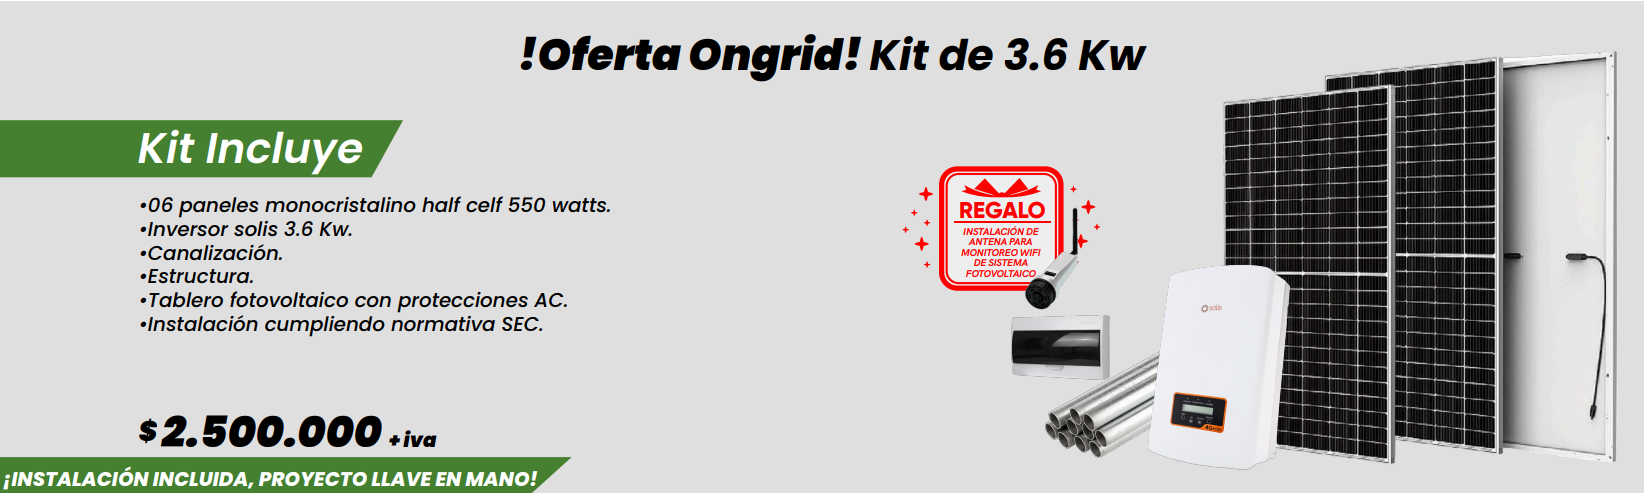 !Oferta Ongrid! Kit de 3.6 Kw
Kit Incluye
•06 paneles monocristalino half celf 550 watts.
•Inversor solis 3.6 Kw.
•Canalización.
•Estructura.
•Tablero fotovoltaico con protecciones AC.
•Instalación cumpliendo normativa SEC.
$2.500.000 +iva
¡INSTALACIÓN INCLUIDA, PROYECTO LLAVE EN MANO!
REGALO
INSTALACIÓN DE
ANTENA PARA
MONITOREO WIFI
DE SISTEMA
FOTOVOLTAICO
solis